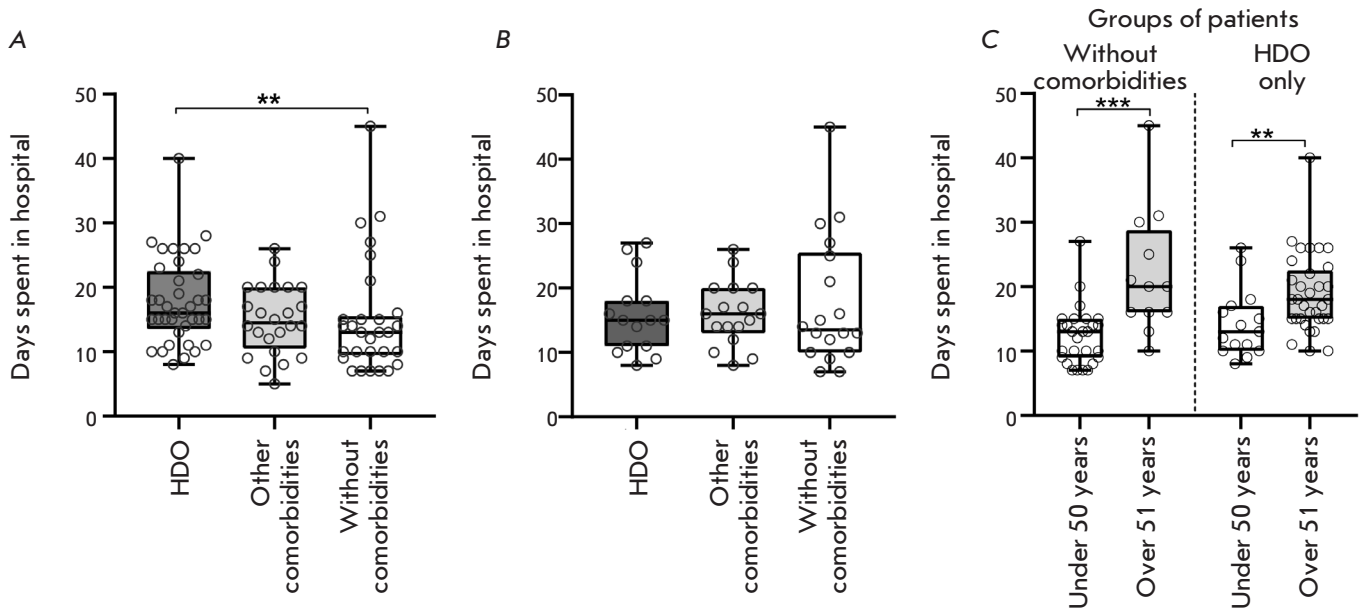 A
Days spent in hospital
50
40
30
20
10
0
**
HDO
Other
comorbidities
Without
comorbidities
B
Days spent in hospital
50
40
30
20
10
0
HDO
Other
comorbidities
Without
comorbidities
C
Groups of patients
Without
comorbidities
HDO
only
Days spent in hospital
50
40
30
20
10
0
***
**
Under 50 years
Over 51 years
Under 50 years
Over 51 years